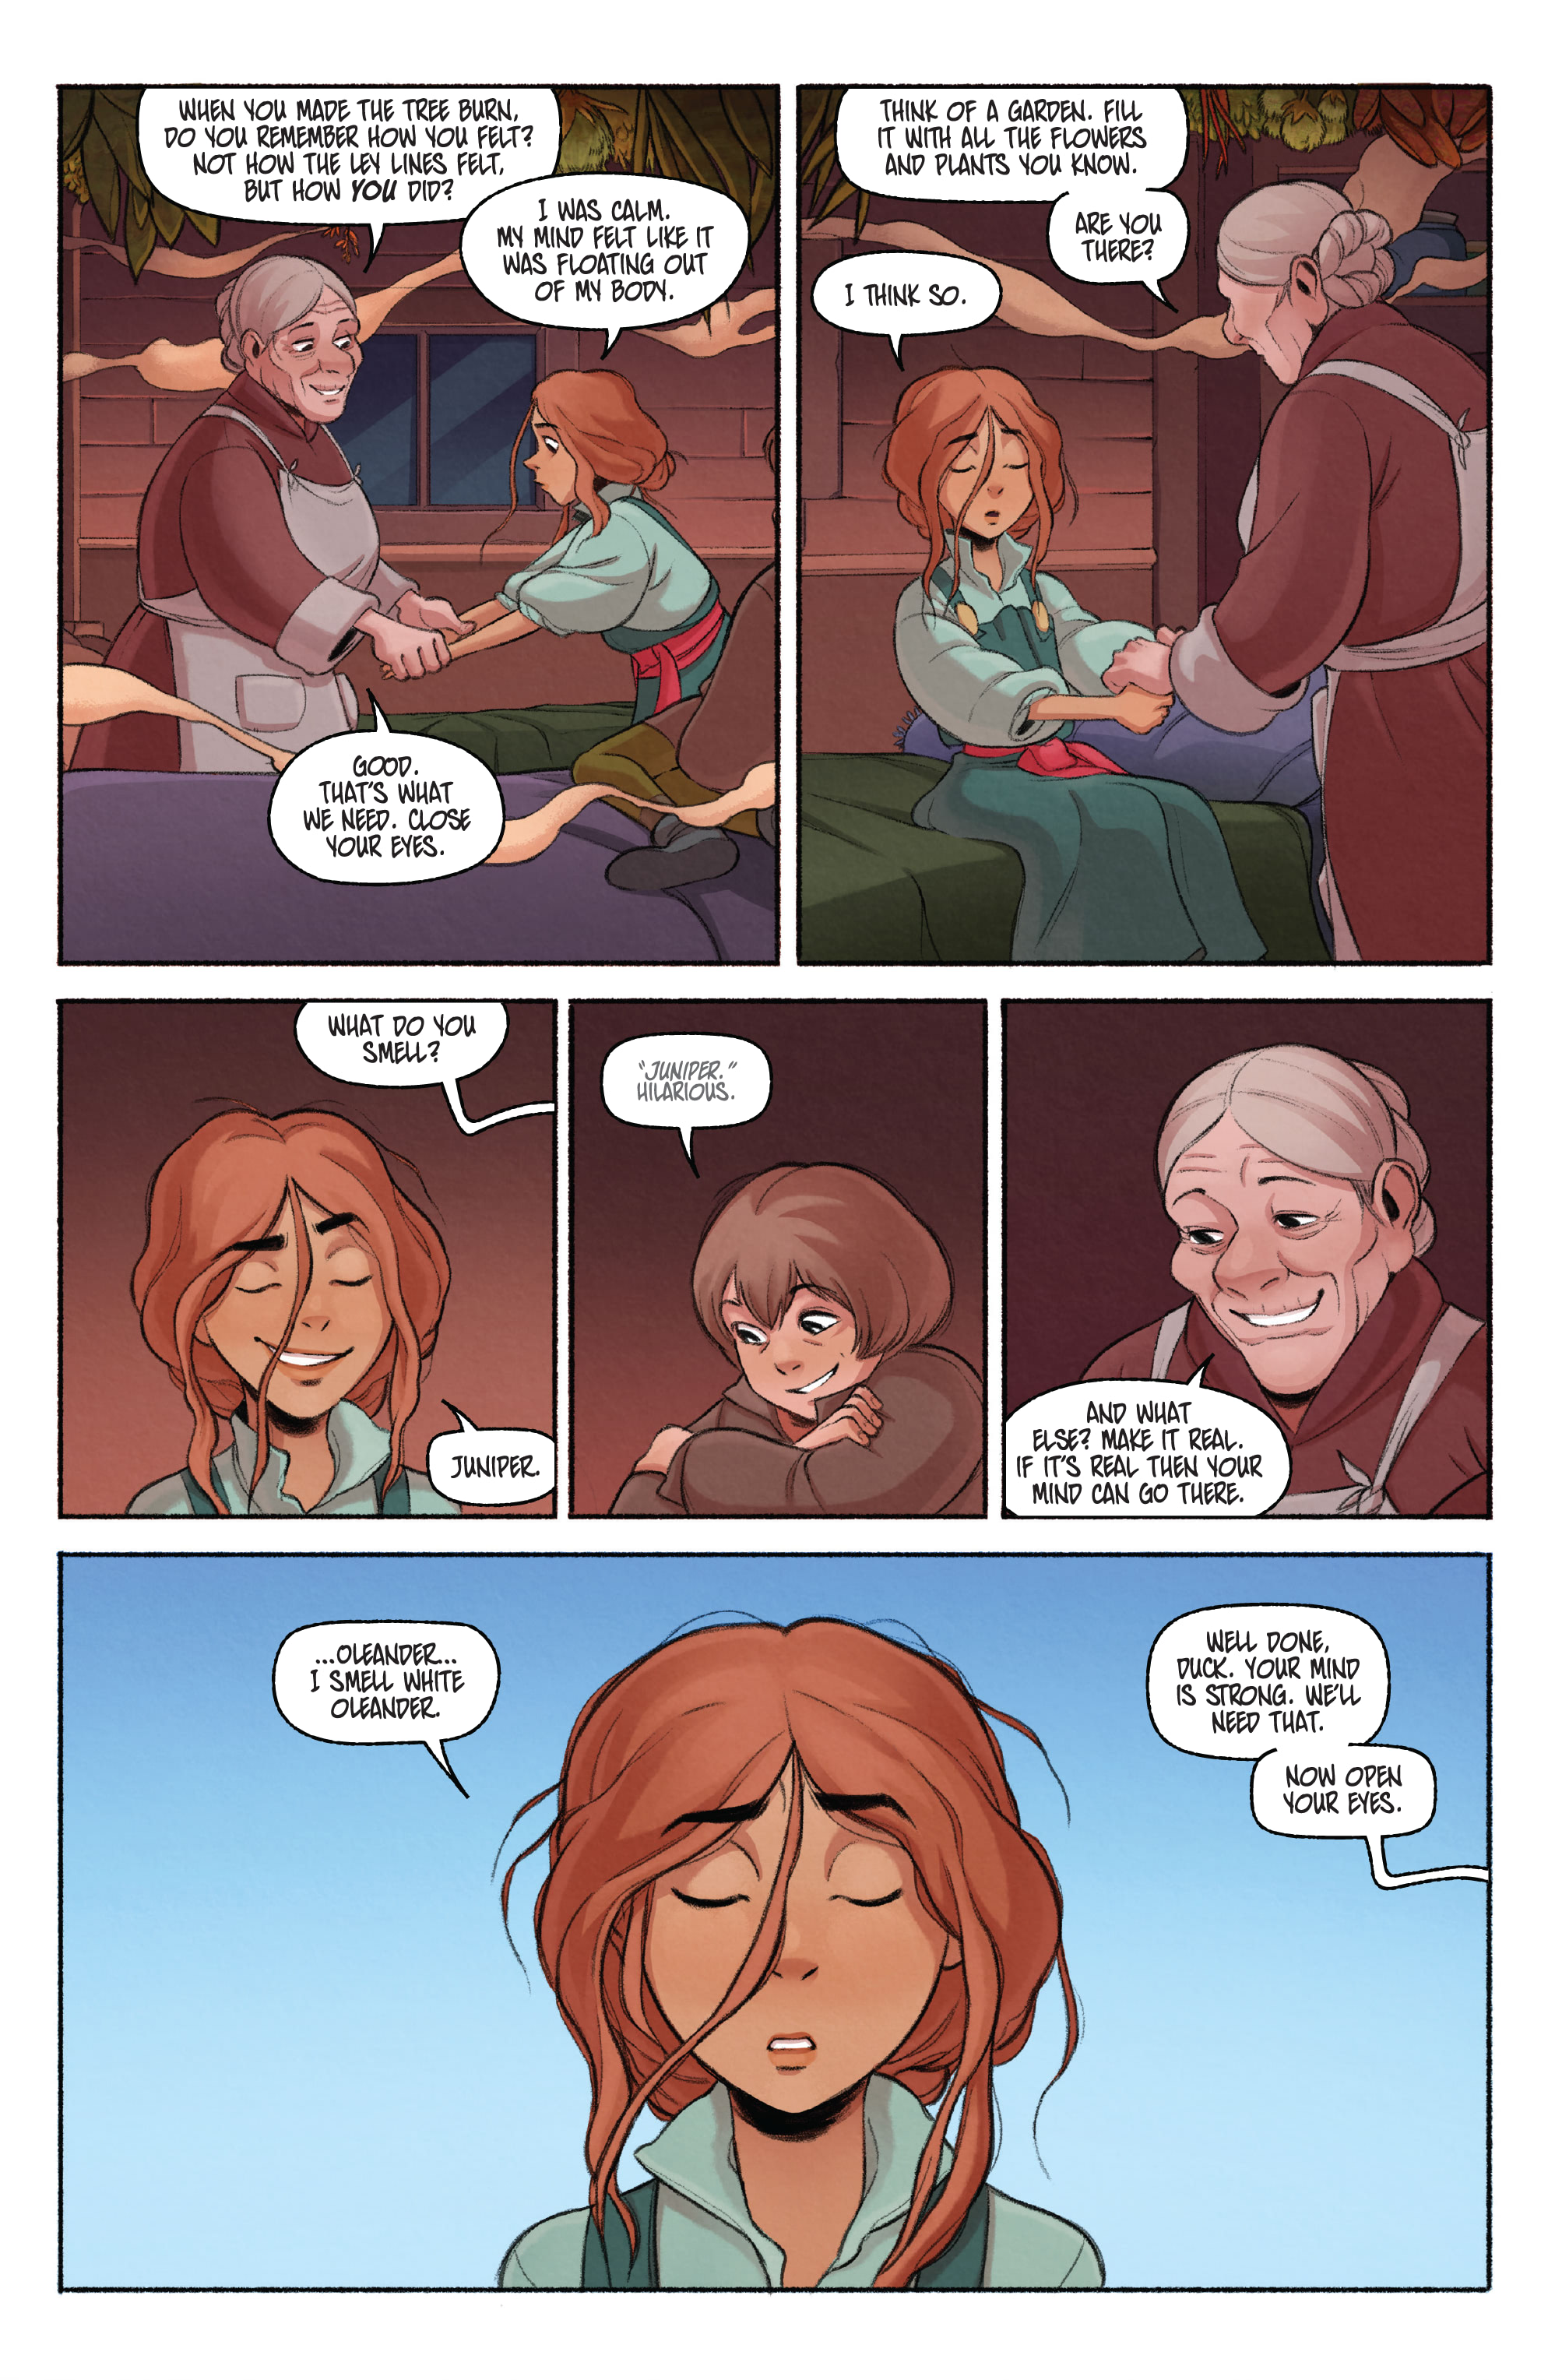 WHEN YOU MADE THE TREE BURN,
DO YOU REMEMBER HOW YOU FELT?
NOT HOW THE LEY LINES FELT,
BUT HOW YOU DID?
I WAS CALM.
MY MIND FELT LIKE IT
WAS FLOATING OUT
OF MY BODY.
GOOD.
THAT'S WHAT
WE NEED. CLOSE
YOUR EYES.
THINK OF A GARDEN. FILL
IT WITH ALL THE FLOWERS
AND PLANTS YOU KNOW.
ARE YOU
THERE?
I THINK SO.
WHAT DO YOU
SMELL?
JUNIPER.
"JUNIPER."
HILARIOUS.
AND WHAT
ELSE? MAKE IT REAL.
IF IT'S REAL THEN YOUR
MIND CAN GO THERE.
...OLEANDER...
I SMELL WHITE
OLEANDER.
WELL DONE,
DUCK. YOUR MIND
IS STRONG. WE'LL
NEED THAT.
NOW OPEN
YOUR EYES.